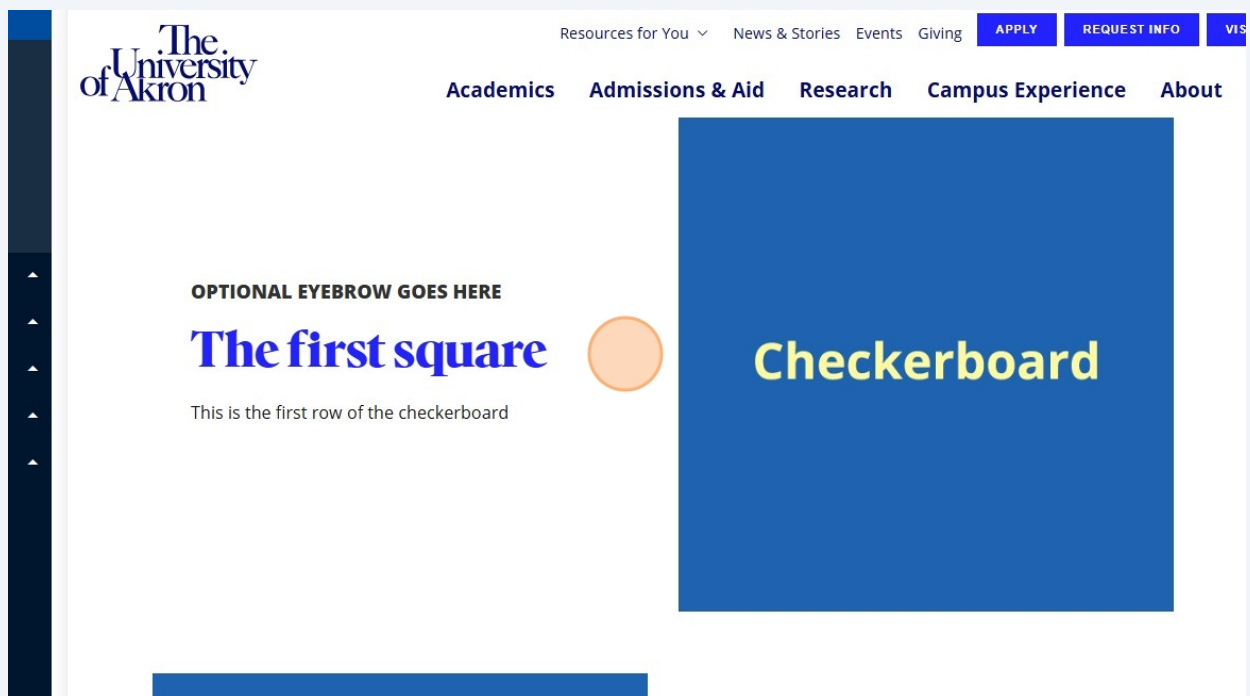 The
University
of Akron
Resources for You News & Stories Events Giving APPLY REQUEST INFO VIS
Academics Admissions & Aid Research Campus Experience About
OPTIONAL EYEBROW GOES HERE
The first square
This is the first row of the checkerboard
Checkerboard